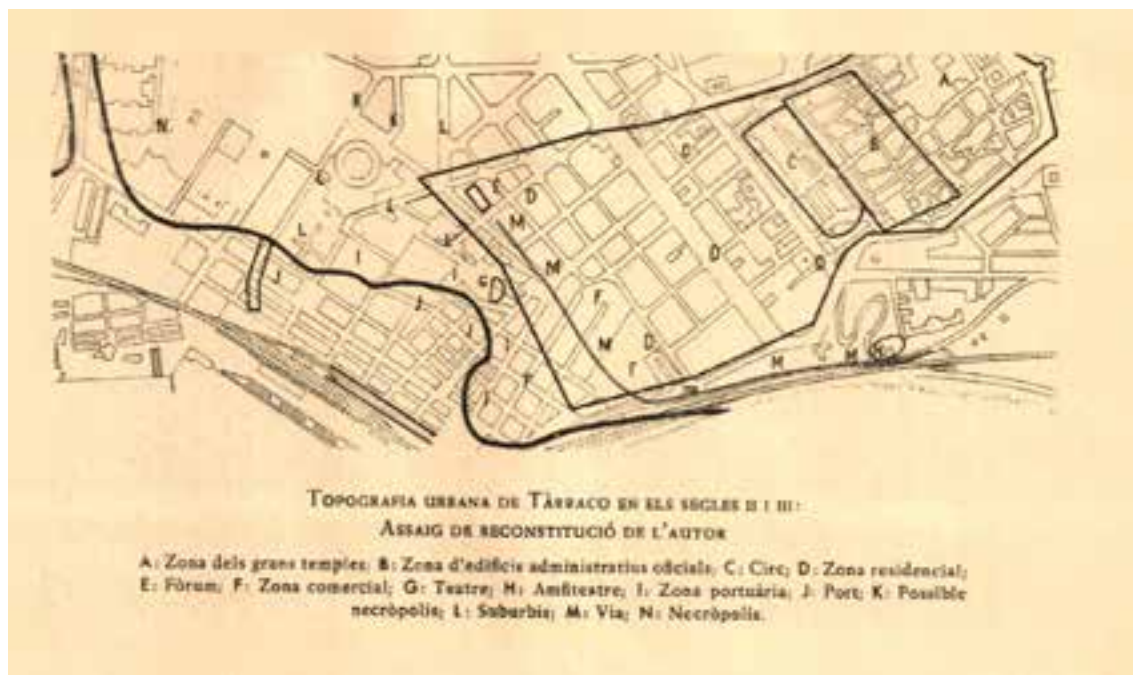 TOPOGRAFIA URBANA DE TÀRRACO EN ELS SEGLES II I III:
ASSAIG DE RECONSTITUCIÓ DE L'AUTOR
A: Zona dels grans temples; B: Zona d'edificis administratius oficials; C: Circ; D: Zona residencial;
E: Fòrum; F: Zona comercial; G: Teatre; H: Amfiteatre; I: Zona portuària; J: Port; K: Possible
necròpolis; L: Suburbis; M: Via; N: Necròpolis.